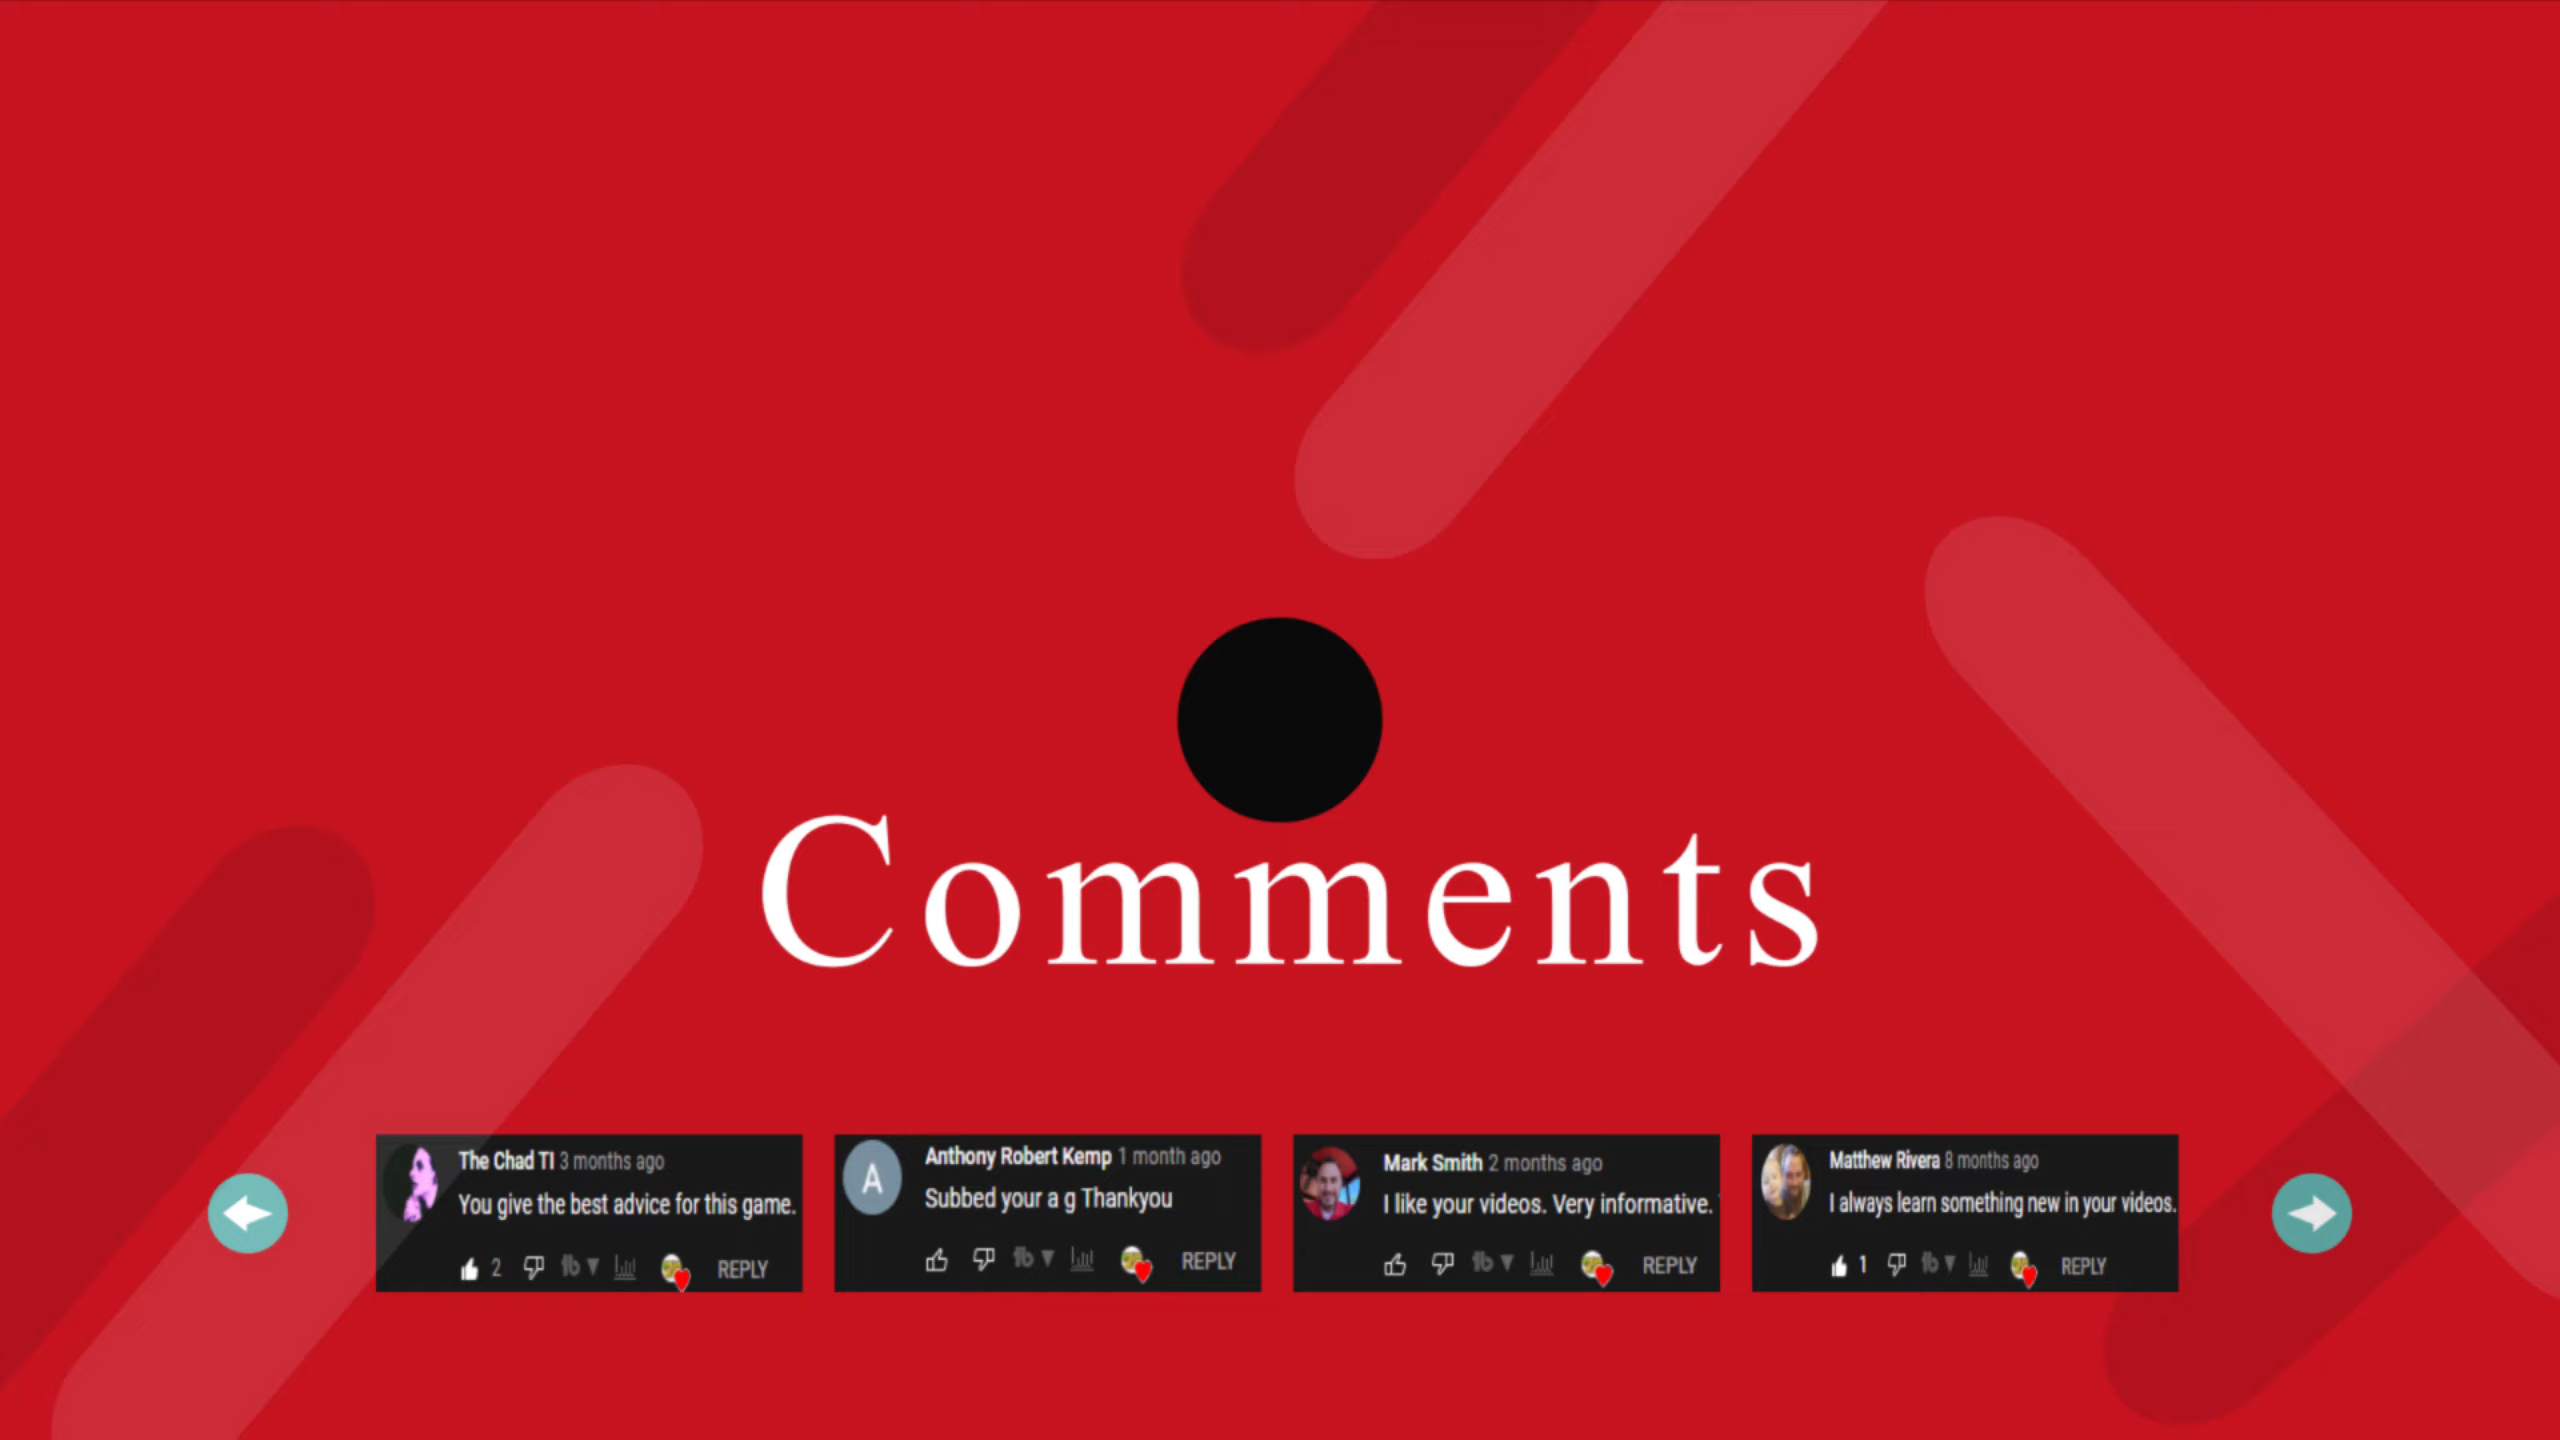 Comments
The Chad TI 3 months ago
You give the best advice for this game.
2 REPLY
Anthony Robert Kemp 1 month ago
Subbed your a g Thankyou
REPLY
Mark Smith 2 months ago
I like your videos. Very informative.
REPLY
Matthew Rivera 8 months ago
I always learn something new in your videos.
1 REPLY
A